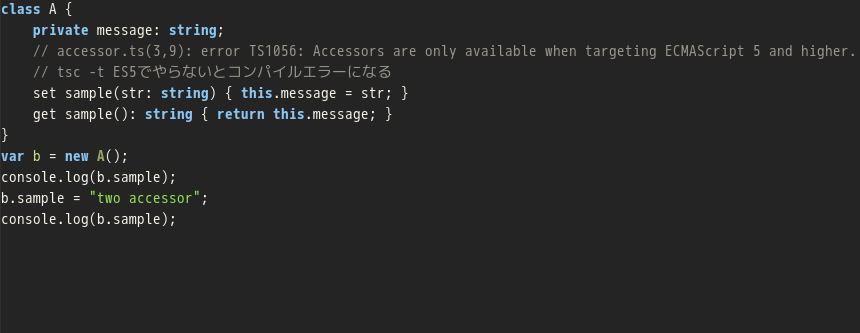 class A {
    private message: string;
    // accessor.ts(3,9): error TS1056: Accessors are only available when targeting ECMAScript 5 and higher.
    // tsc -t ES5でやらないとコンパイルエラーになる
    set sample(str: string) { this.message = str; }
    get sample(): string { return this.message; }
}
var b = new A();
console.log(b.sample);
b.sample = "two accessor";
console.log(b.sample);